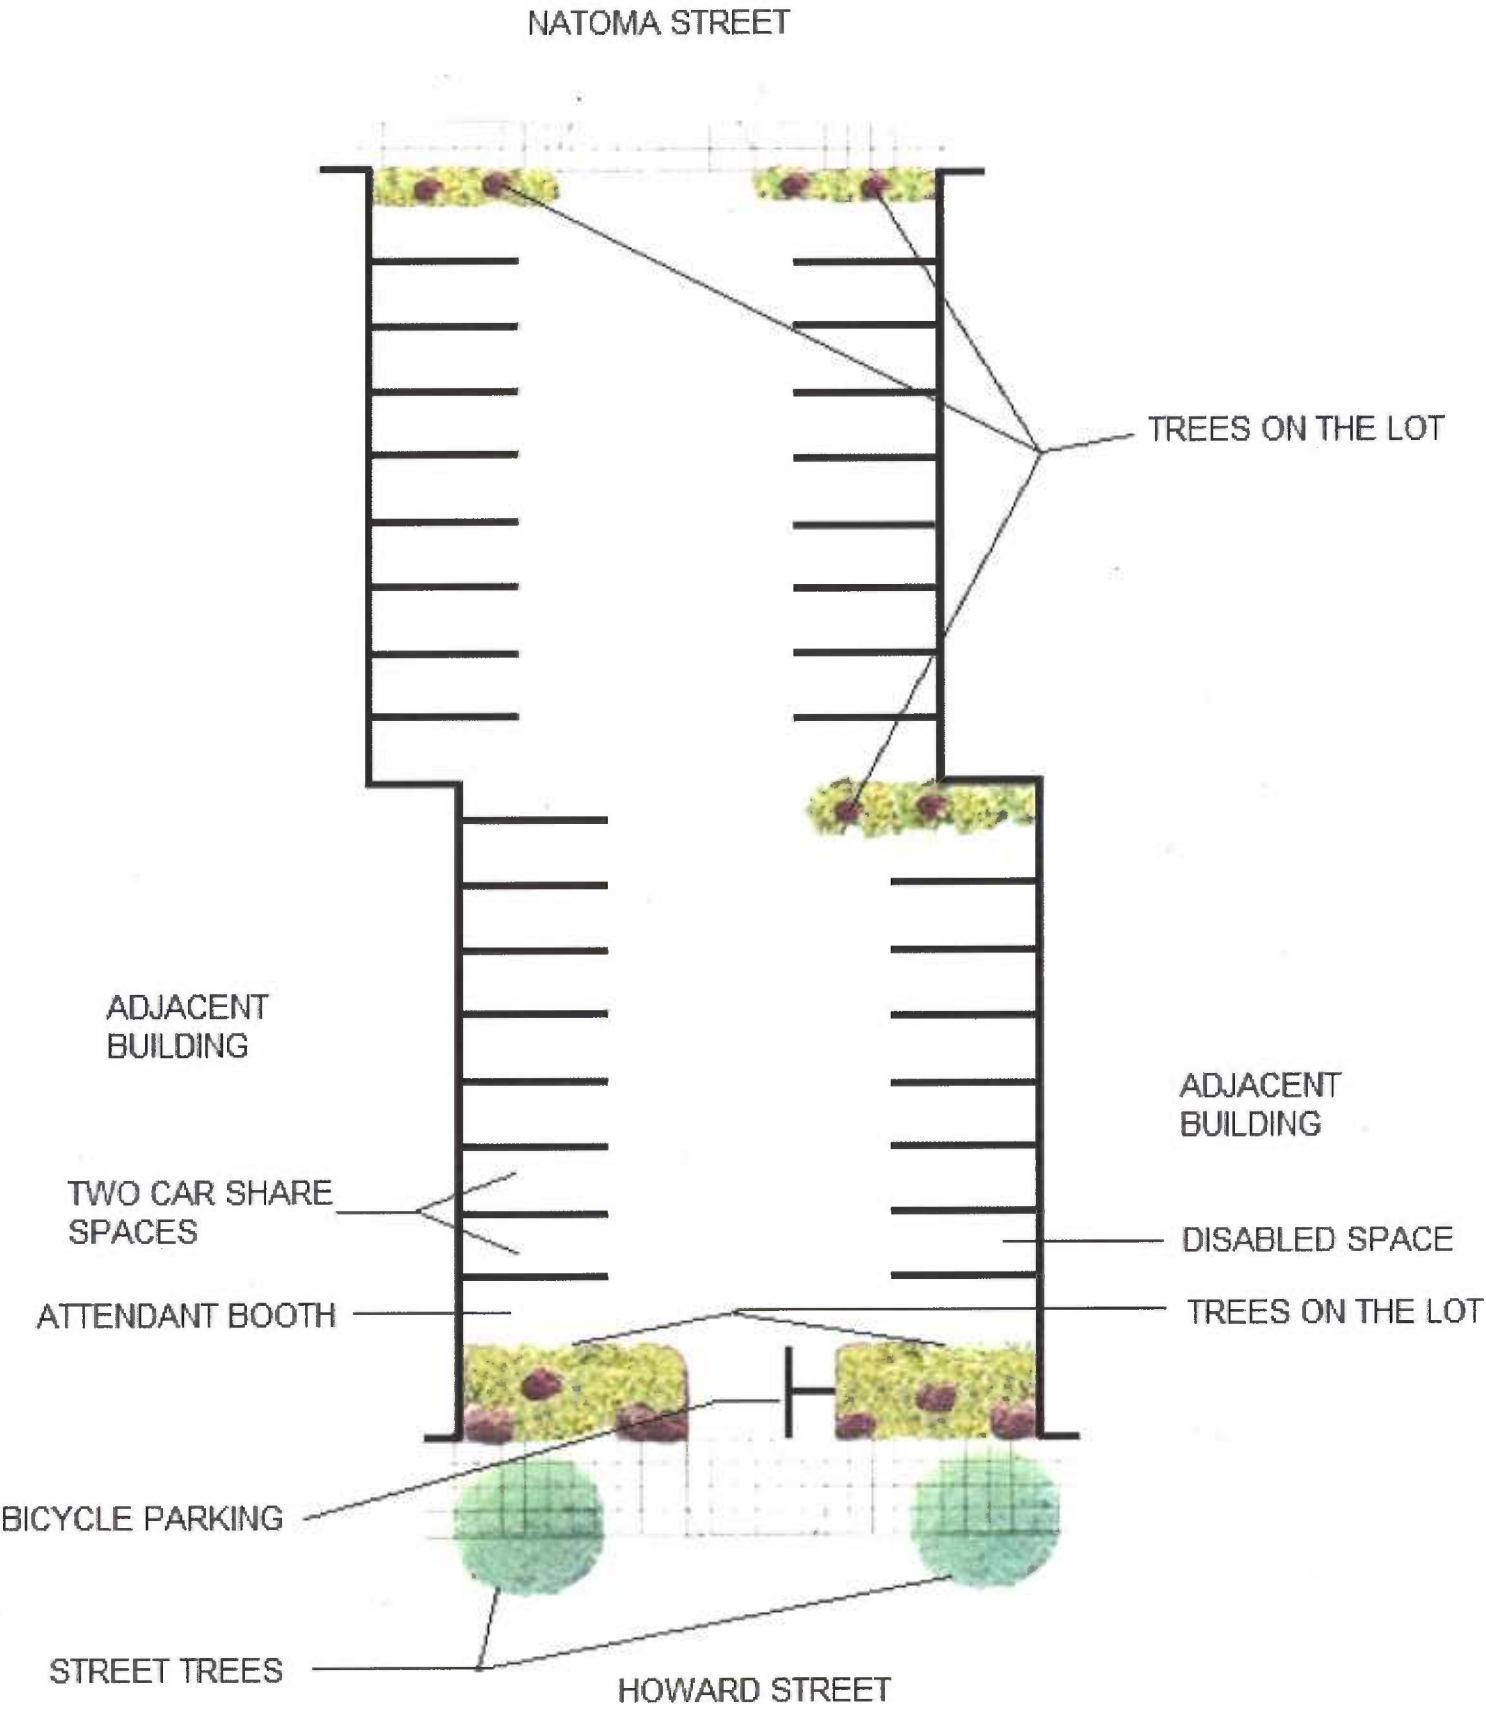 NATOMA STREET
TREES ON THE LOT
ADJACENT
BUILDING
ADJACENT
BUILDING
TWO CAR SHARE
SPACES
DISABLED SPACE
ATTENDANT BOOTH
TREES ON THE LOT
BICYCLE PARKING
STREET TREES
HOWARD STREET